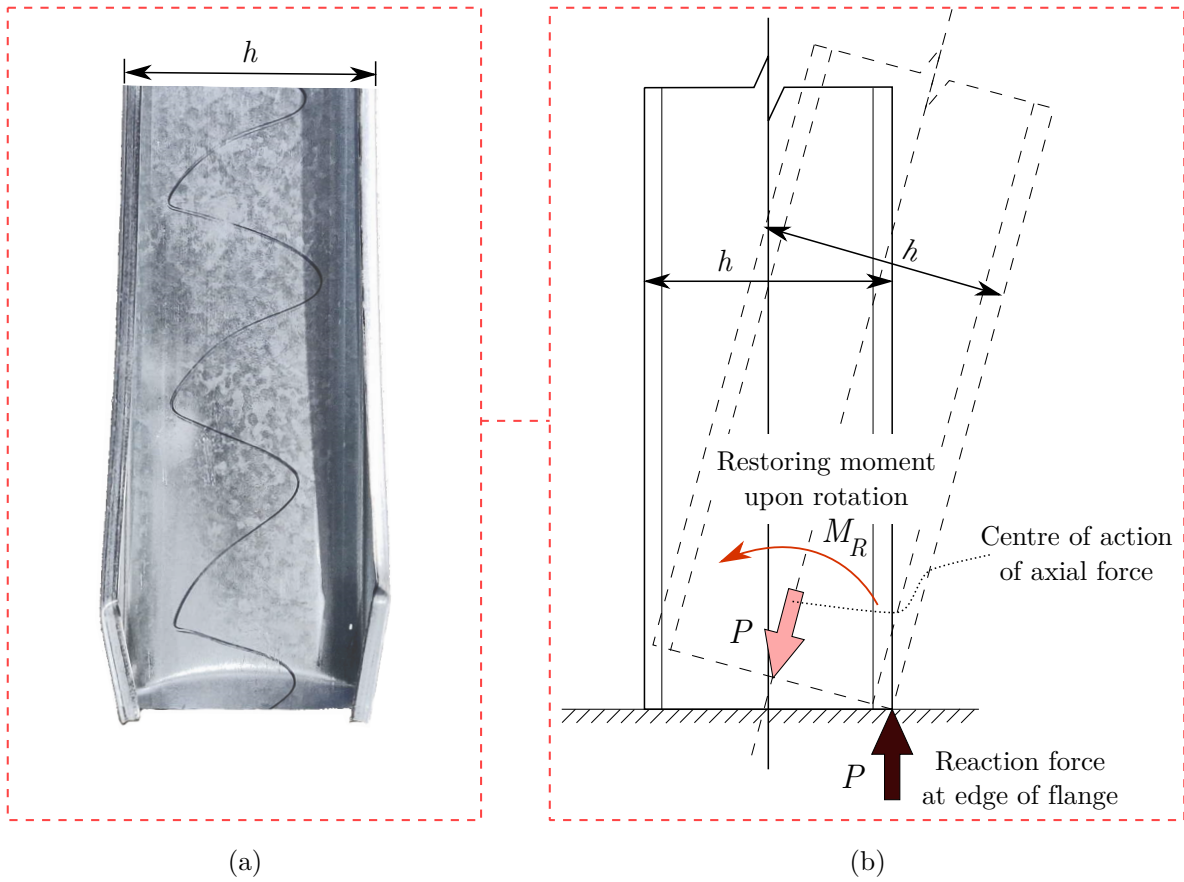 h
h
h
Restoring moment
upon rotation
M_R
Centre of action
of axial force
P
P
Reaction force
at edge of flange
(a)
(b)